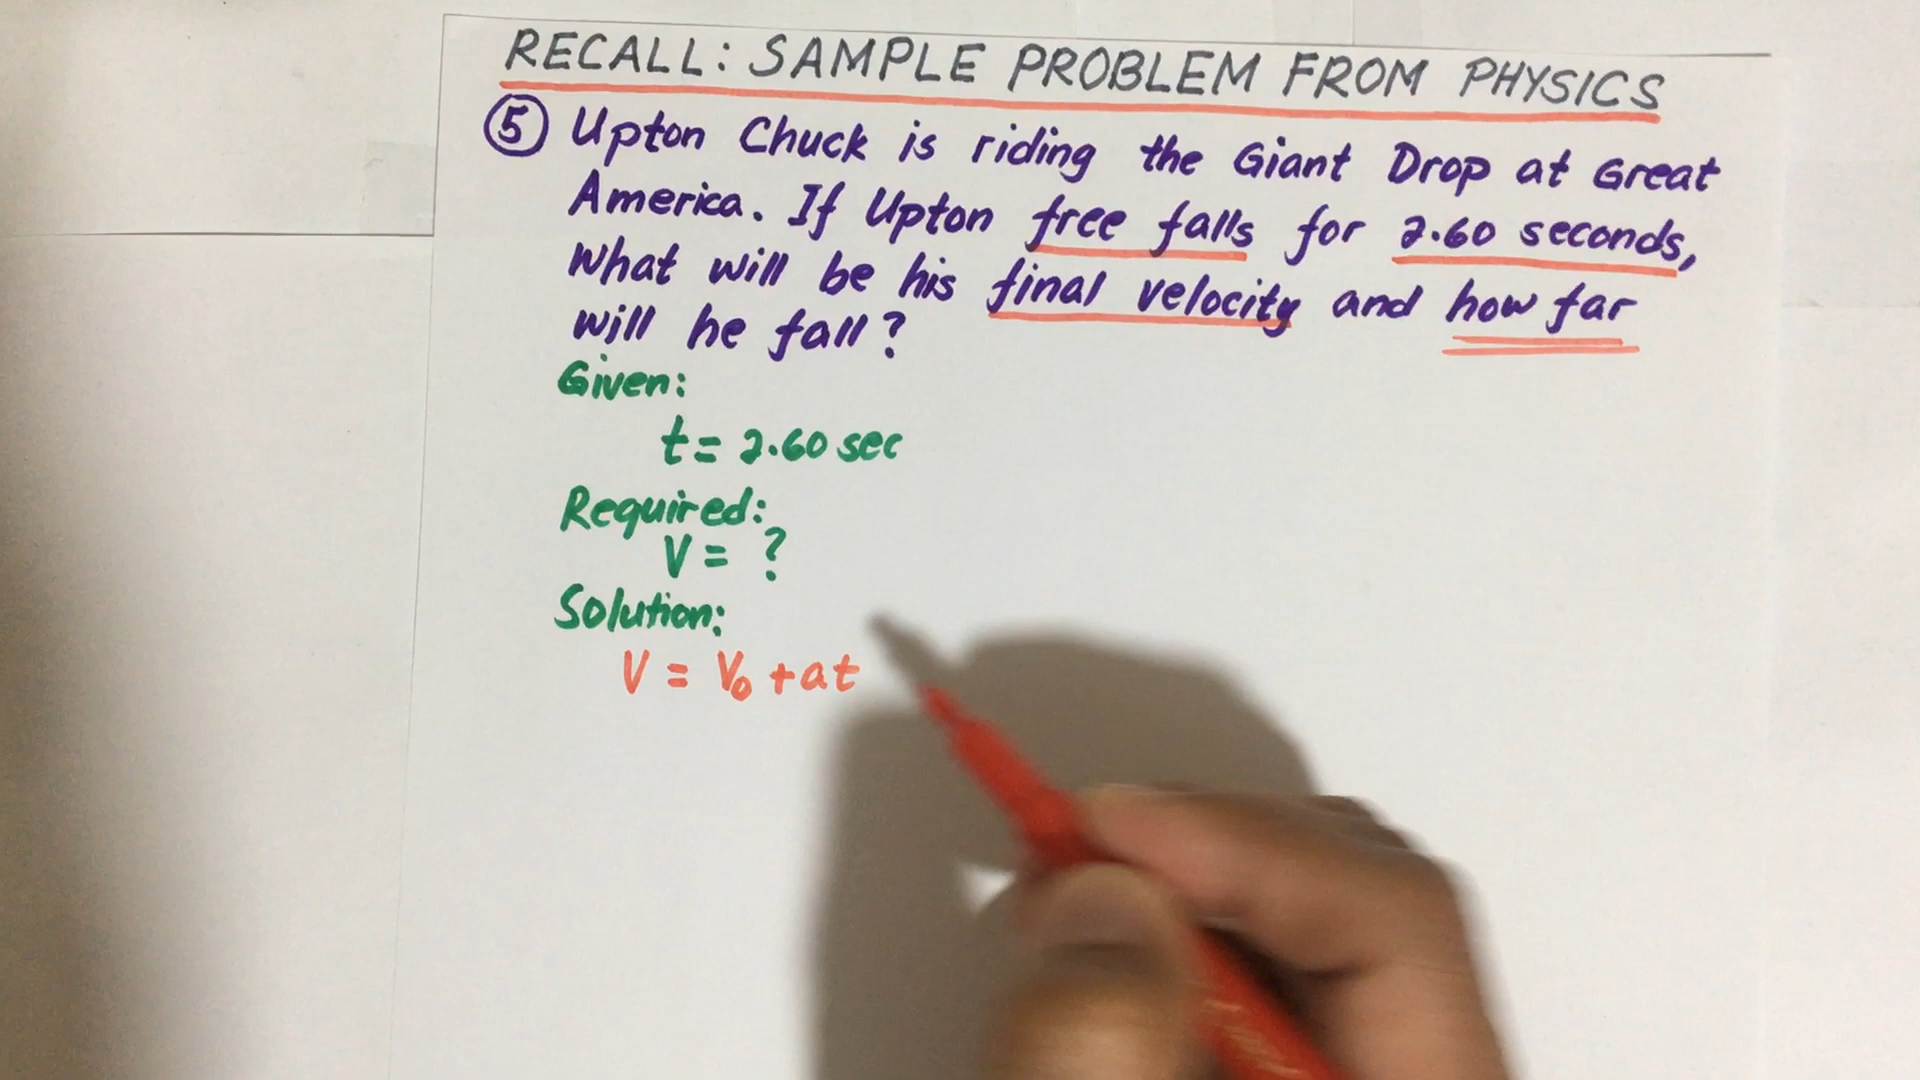 RECALL: SAMPLE PROBLEM FROM PHYSICS
⑤ Upton Chuck is riding the Giant Drop at Great
America. If Upton free falls for 2.60 seconds,
what will be his final velocity and how far
will he fall?
Given:
t = 2.60 sec
Required:
V = ?
Solution:
V = V₀ + at